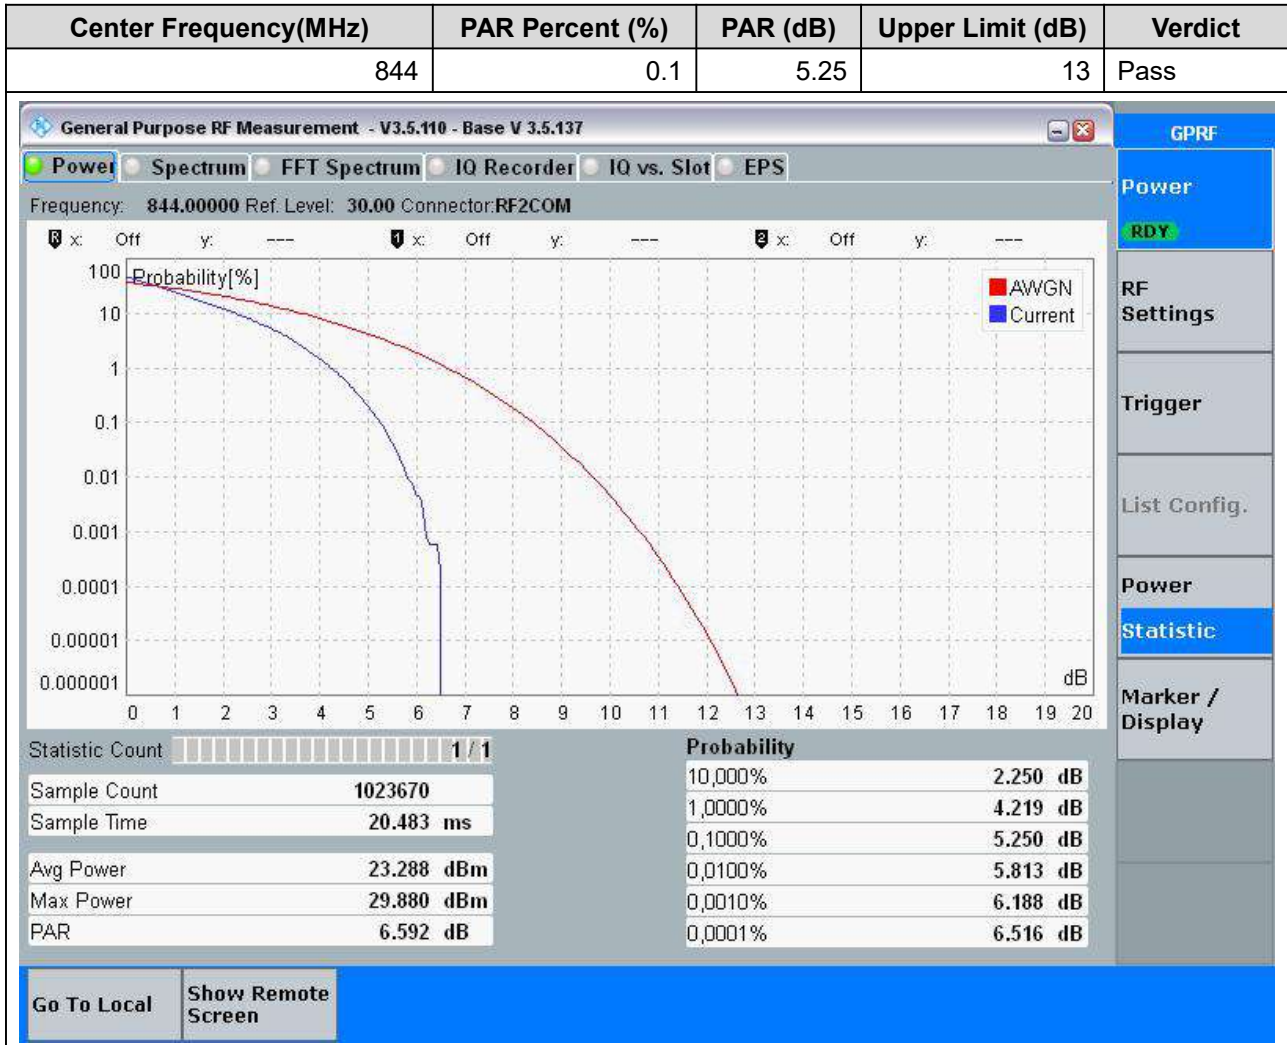 Center Frequency(MHz) PAR Percent (%) PAR (dB) Upper Limit (dB) Verdict
844 0.1 5.25 13 Pass
General Purpose RF Measurement - V3.5.110 - Base V 3.5.137
GPRF
Power Spectrum FFT Spectrum IQ Recorder IQ vs. Slot EPS
Frequency: 844.00000 Ref. Level: 30.00 Connector:RF2COM
R x: Off y: --- 1 x: Off y: --- 2 x: Off y: ---
Probability[%]
AWGN
Current
100
10
1
0.1
0.01
0.001
0.0001
0.00001
0.000001
dB
0 1 2 3 4 5 6 7 8 9 10 11 12 13 14 15 16 17 18 19 20
Statistic Count 1 / 1
Sample Count 1023670
Sample Time 20.483 ms
Avg Power 23.288 dBm
Max Power 29.880 dBm
PAR 6.592 dB
Probability
10,000% 2.250 dB
1,0000% 4.219 dB
0,1000% 5.250 dB
0,0100% 5.813 dB
0,0010% 6.188 dB
0,0001% 6.516 dB
Power
RDY
RF
Settings
Trigger
List Config.
Power
Statistic
Marker /
Display
Go To Local
Show Remote
Screen